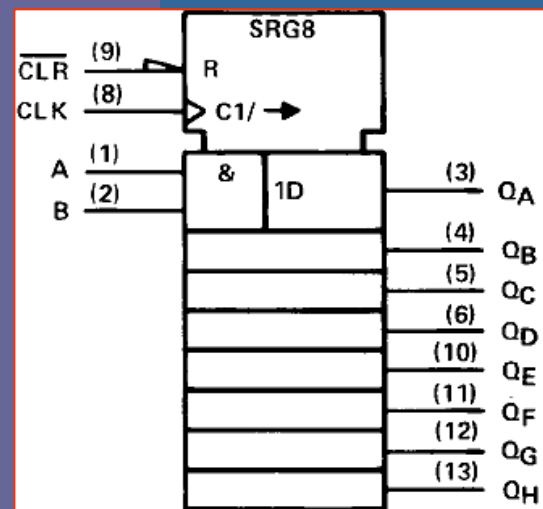 SRG8
CLR (9) R
CLK (8) C1/
A (1) & 1D (3) QA
B (2)
(4) QB
(5) QC
(6) QD
(10) QE
(11) QF
(12) QG
(13) QH